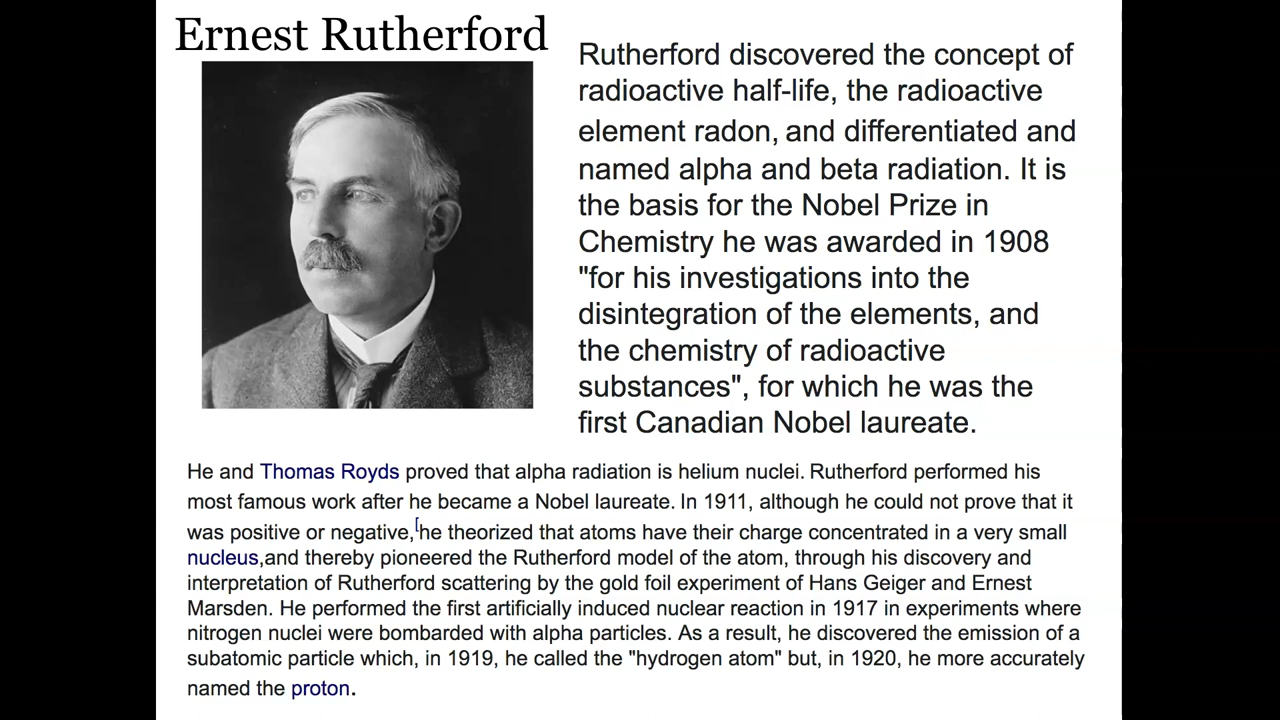 Ernest Rutherford
Rutherford discovered the concept of
radioactive half-life, the radioactive
element radon, and differentiated and
named alpha and beta radiation. It is
the basis for the Nobel Prize in
Chemistry he was awarded in 1908
"for his investigations into the
disintegration of the elements, and
the chemistry of radioactive
substances", for which he was the
first Canadian Nobel laureate.
He and Thomas Royds proved that alpha radiation is helium nuclei. Rutherford performed his
most famous work after he became a Nobel laureate. In 1911, although he could not prove that it
was positive or negative,[he theorized that atoms have their charge concentrated in a very small
nucleus,and thereby pioneered the Rutherford model of the atom, through his discovery and
interpretation of Rutherford scattering by the gold foil experiment of Hans Geiger and Ernest
Marsden. He performed the first artificially induced nuclear reaction in 1917 in experiments where
nitrogen nuclei were bombarded with alpha particles. As a result, he discovered the emission of a
subatomic particle which, in 1919, he called the "hydrogen atom" but, in 1920, he more accurately
named the proton.